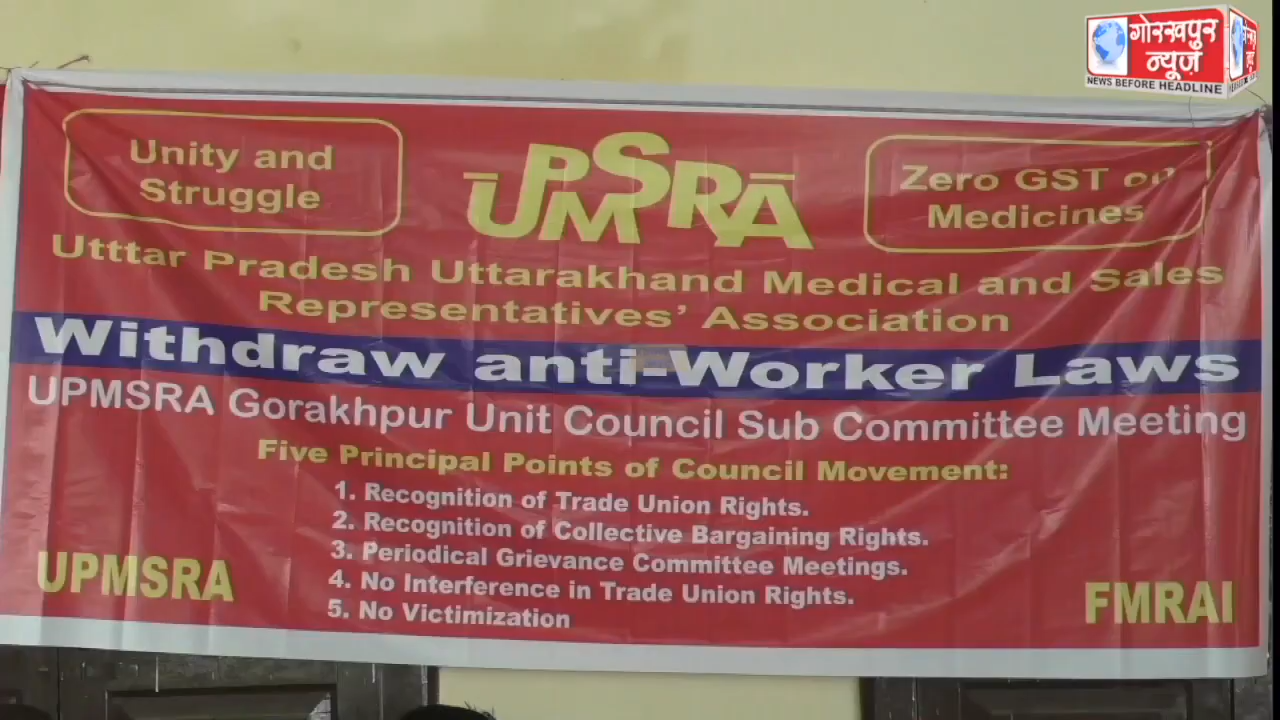 गोरखपुर
न्यूज़
NEWS BEFORE HEADLINE
Unity and
Struggle
UPMSRA
Zero GST on
Medicines
Utttar Pradesh Uttarakhand Medical and Sales
Representatives' Association
Withdraw anti-Worker Laws
UPMSRA Gorakhpur Unit Council Sub Committee Meeting
Five Principal Points of Council Movement:
1. Recognition of Trade Union Rights.
2. Recognition of Collective Bargaining Rights.
3. Periodical Grievance Committee Meetings.
4. No Interference in Trade Union Rights.
5. No Victimization
UPMSRA
FMRAI